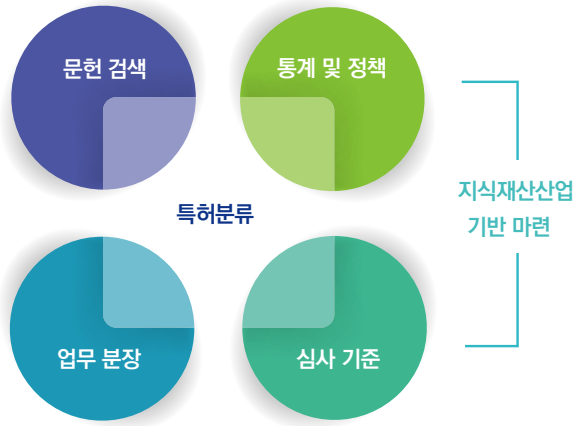 문헌 검색
통계 및 정책
특허분류
지식재산산업
기반 마련
업무 분장
심사 기준